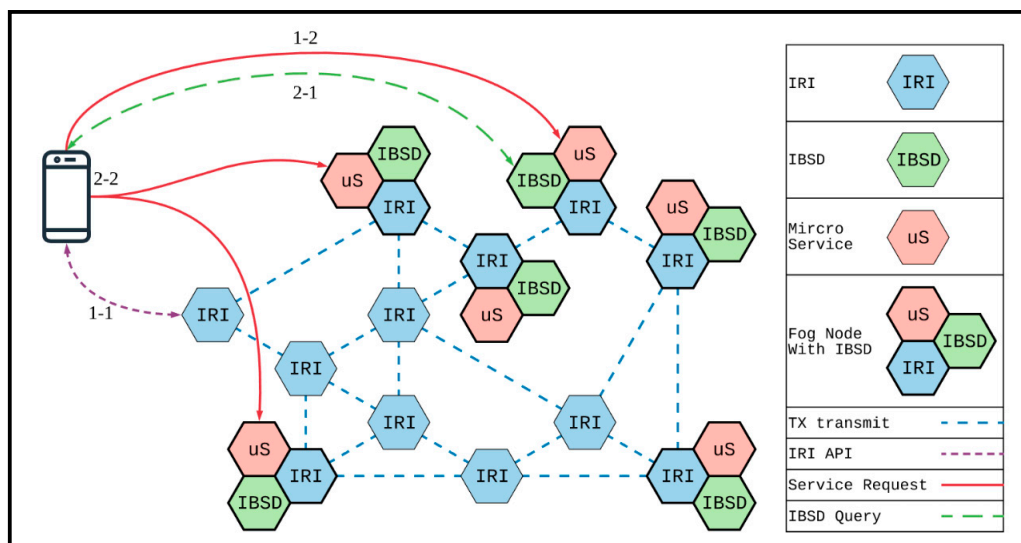 1-2
2-1
2-2
1-1
IBSD
uS
IRI
uS
IBSD
IRI
uS
IBSD
IRI
IRI
IBSD
uS
IRI
IRI
IRI
IRI
IRI
uS
IRI
IBSD
IRI
uS
IRI
IBSD
IRI
IRI
IBSD
IBSD
Mircro
Service
uS
Fog Node
With IBSD
uS
IBSD
IRI
TX transmit
IRI API
Service Request
IBSD Query